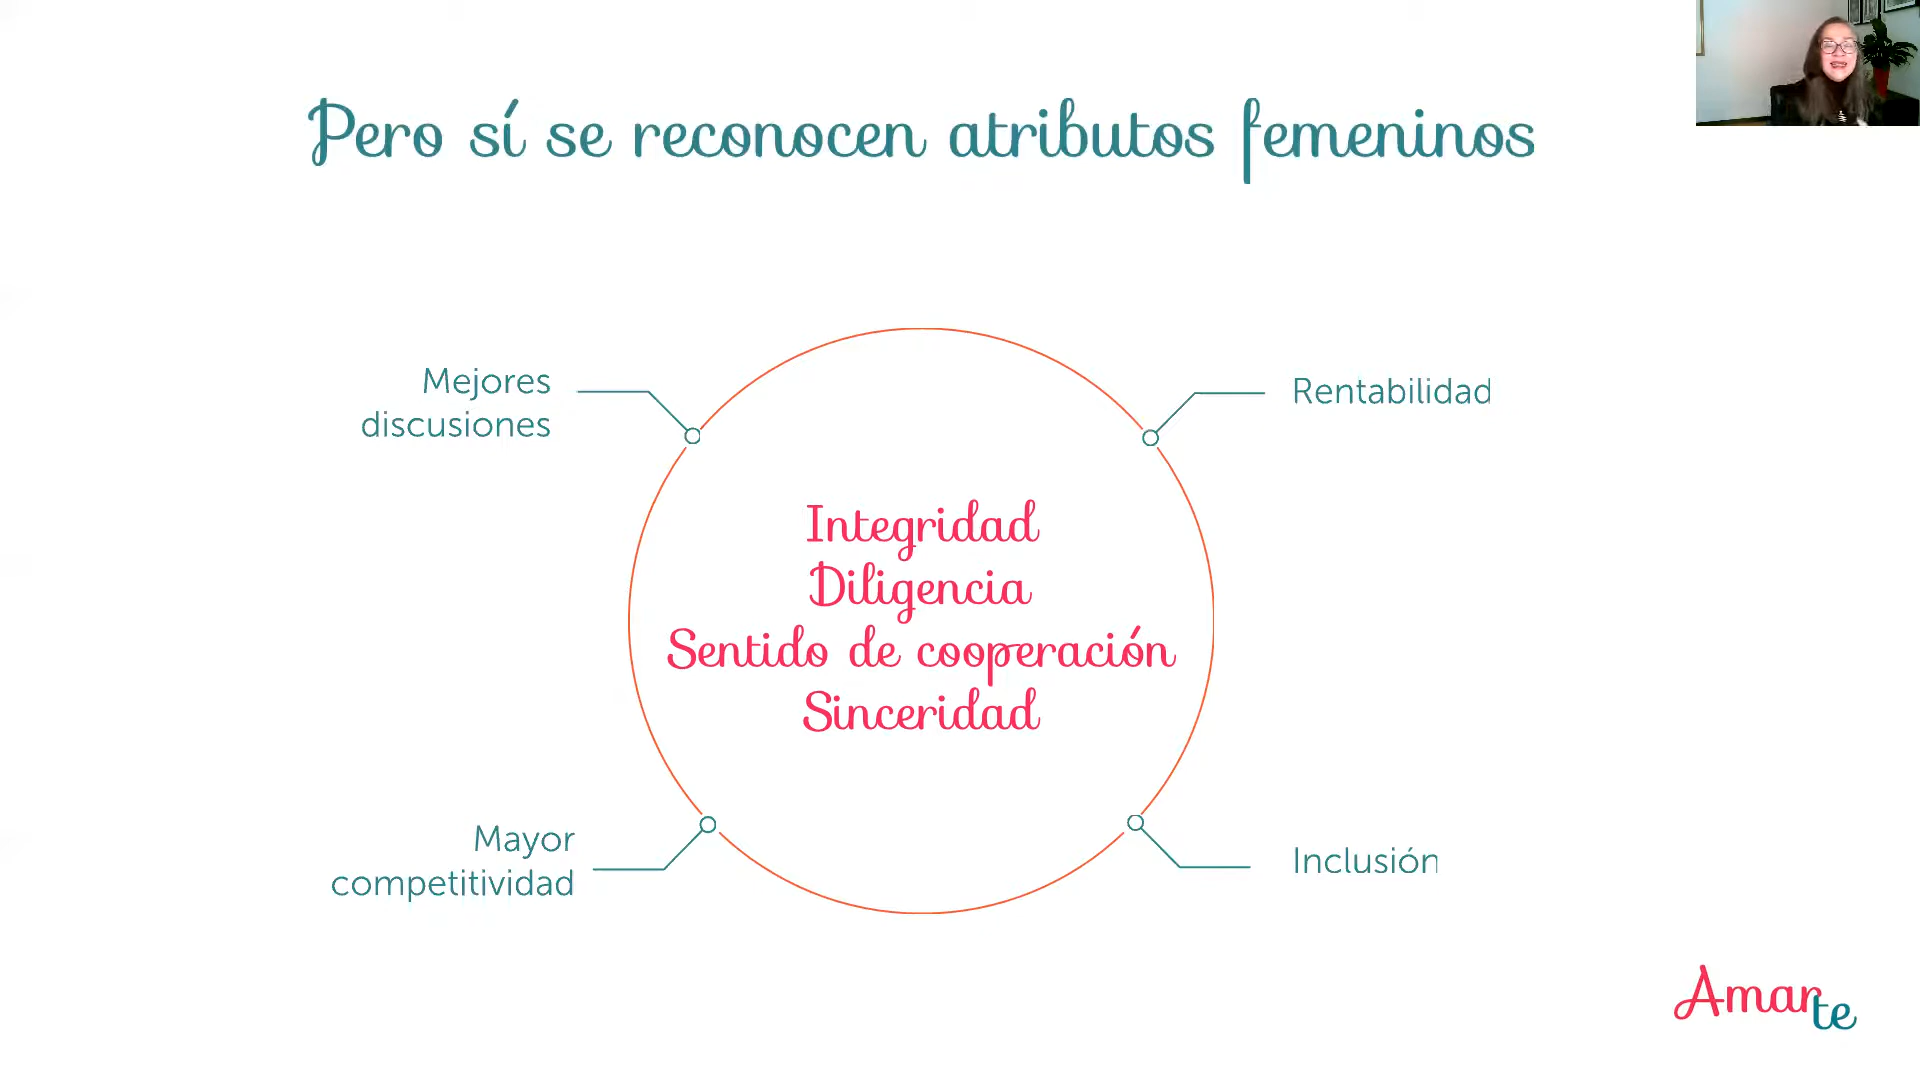 Pero sí se reconocen atributos femeninos
Mejores
discusiones
Rentabilidad
Integridad
Diligencia
Sentido de cooperación
Sinceridad
Mayor
competitividad
Inclusión
Amarte